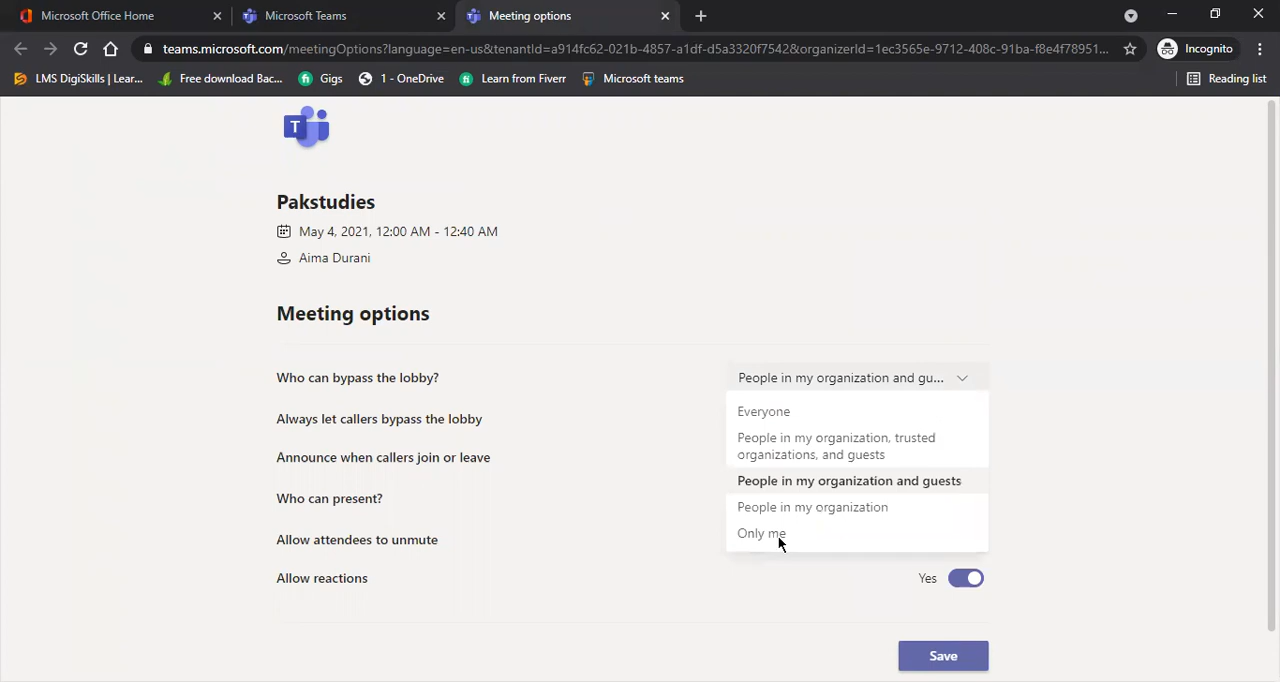 Microsoft Office Home
Microsoft Teams
Meeting options
teams.microsoft.com/meetingOptions?language=en-us&tenantId=a914fc62-021b-4857-a1df-d5a3320f7542&organizerId=1ec3565e-9712-408c-91ba-f8e4f78951...
Incognito
LMS DigiSkills | Lear...
Free download Bac...
Gigs
1 - OneDrive
Learn from Fiverr
Microsoft teams
Reading list
T
Pakstudies
May 4, 2021, 12:00 AM - 12:40 AM
Aima Durani
Meeting options
Who can bypass the lobby?
People in my organization and gu...
Always let callers bypass the lobby
Everyone
People in my organization, trusted
organizations, and guests
Announce when callers join or leave
People in my organization and guests
Who can present?
People in my organization
Only me
Allow attendees to unmute
Allow reactions
Yes
Save